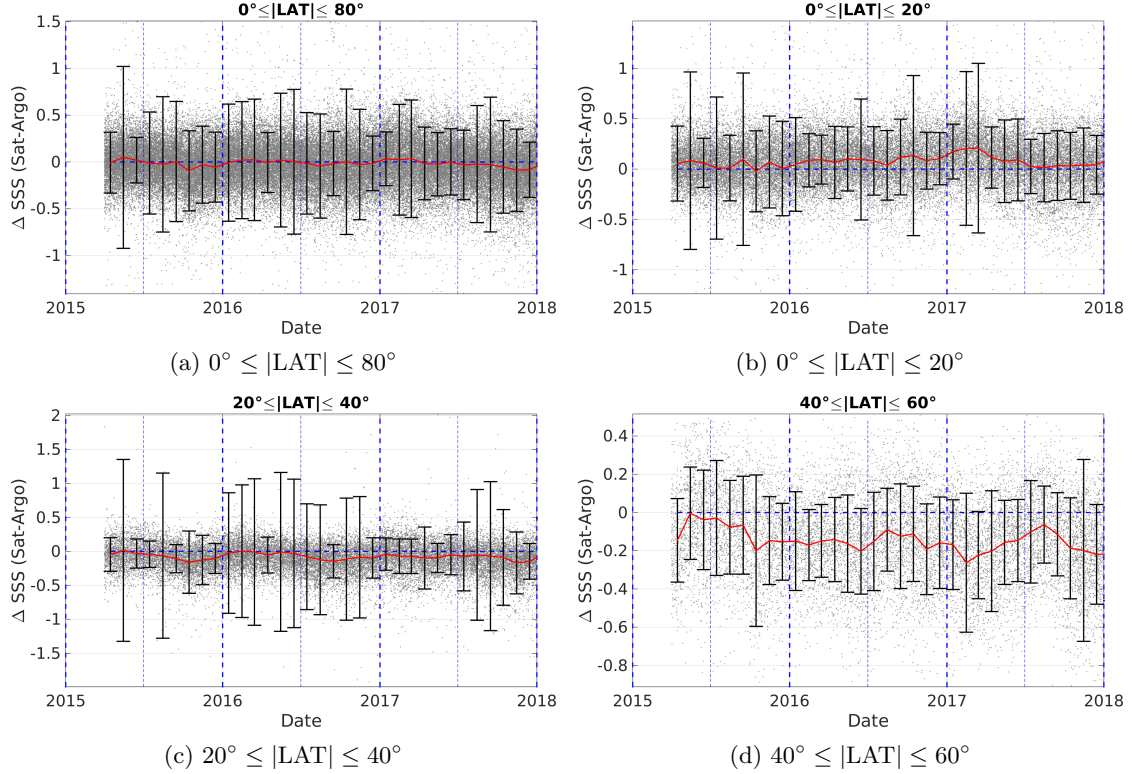 0°≤|LAT|≤ 80°
1.5
1
0.5
0
-0.5
-1
Δ SSS (Sat-Argo)
2015
2016
2017
2018
Date
(a) 0° ≤ |LAT| ≤ 80°
0°≤|LAT|≤ 20°
1
0.5
0
-0.5
-1
Δ SSS (Sat-Argo)
2015
2016
2017
2018
Date
(b) 0° ≤ |LAT| ≤ 20°
20°≤|LAT|≤ 40°
2
1.5
1
0.5
0
-0.5
-1
-1.5
Δ SSS (Sat-Argo)
2015
2016
2017
2018
Date
(c) 20° ≤ |LAT| ≤ 40°
40°≤|LAT|≤ 60°
0.4
0.2
0
-0.2
-0.4
-0.6
-0.8
Δ SSS (Sat-Argo)
2015
2016
2017
2018
Date
(d) 40° ≤ |LAT| ≤ 60°